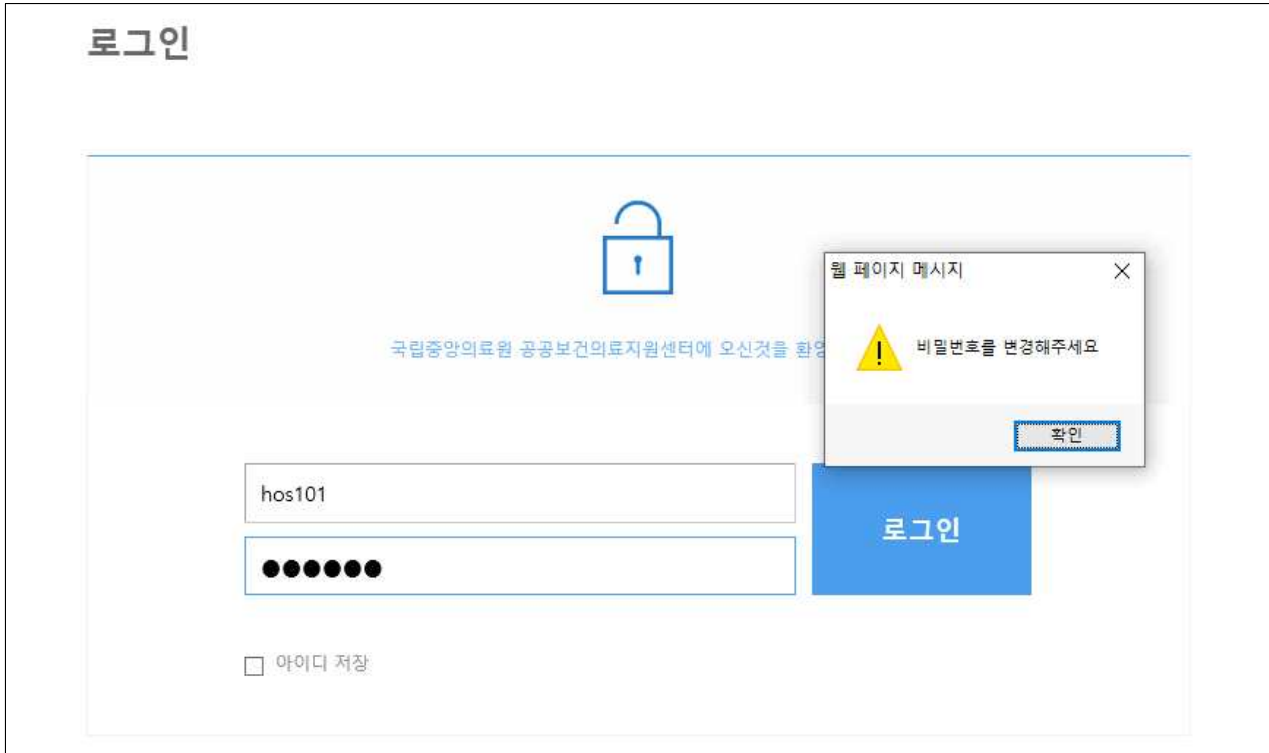 로그인
국립중앙의료원 공공보건의료지원센터에 오신것을
웹 페이지 메시지
비밀번호를 변경해주세요
확인
hos101
●●●●●●
로그인
아이디 저장